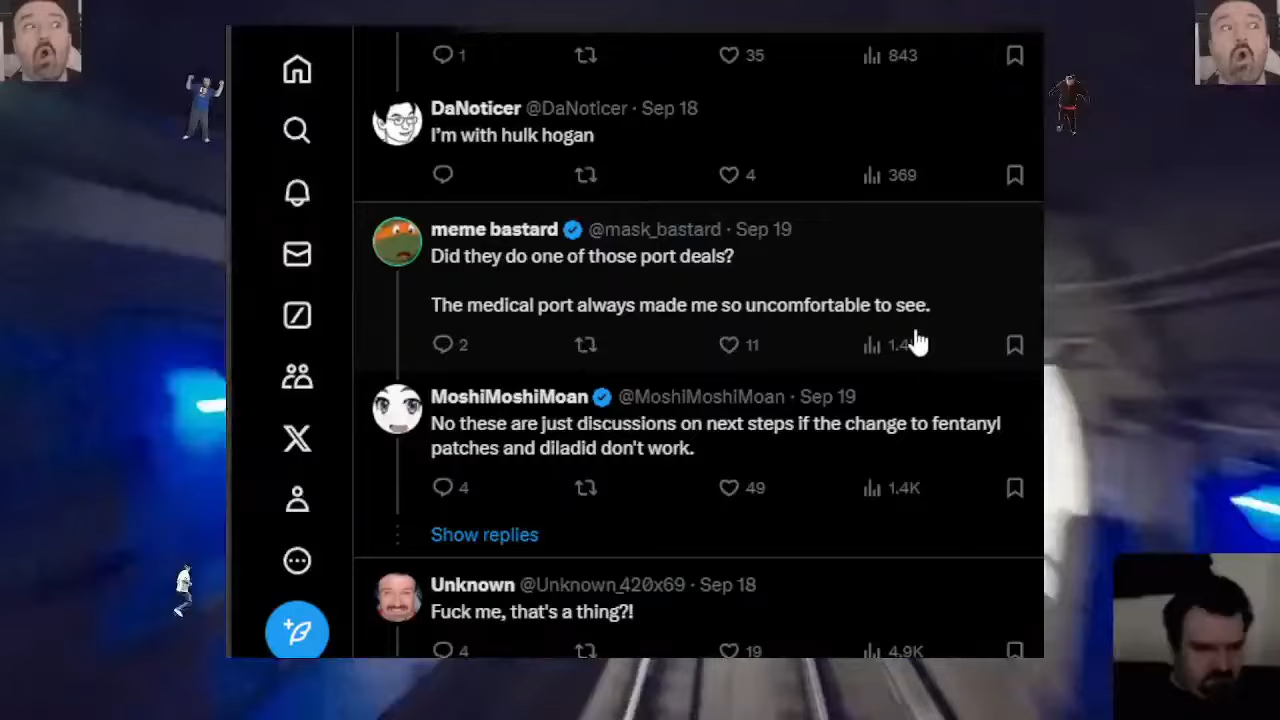 1 35 843
DaNoticer @DaNoticer · Sep 18
I'm with hulk hogan
4 369
meme bastard @mask_bastard · Sep 19
Did they do one of those port deals?
The medical port always made me so uncomfortable to see.
2 11 1.4
MoshiMoshiMoan @MoshiMoshiMoan · Sep 19
No these are just discussions on next steps if the change to fentanyl
patches and diladid don't work.
4 49 1.4K
Show replies
Unknown @Unknown_420x69 · Sep 18
Fuck me, that's a thing?!
4 19 4.9K